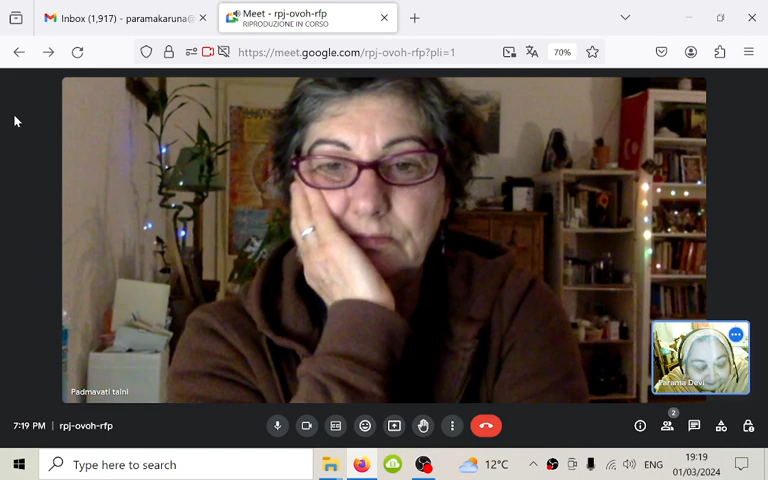 Inbox (1,917) - paramakaruna@
Meet - rpj-ovoh-rfp
RIPRODUZIONE IN CORSO
https://meet.google.com/rpj-ovoh-rfp?pli=1
70%
Padmavati taini
Parama Devi
7:19 PM | rpj-ovoh-rfp
2
Type here to search
12°C
ENG
19:19
01/03/2024